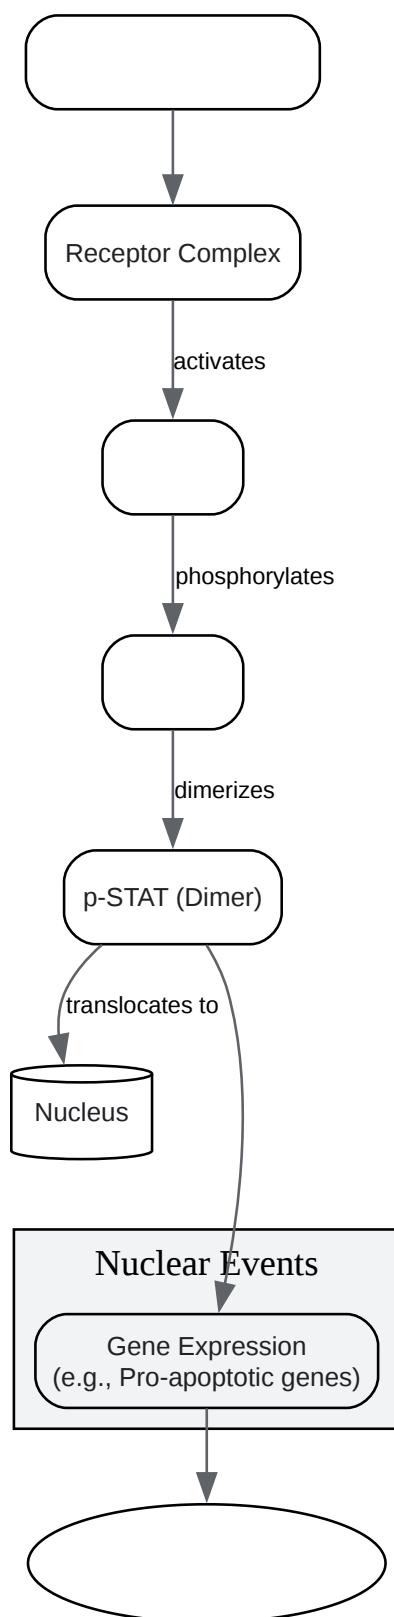 Receptor Complex
activates
phosphorylates
dimerizes
p-STAT (Dimer)
translocates to
Nucleus
Nuclear Events
Gene Expression
(e.g., Pro-apoptotic genes)